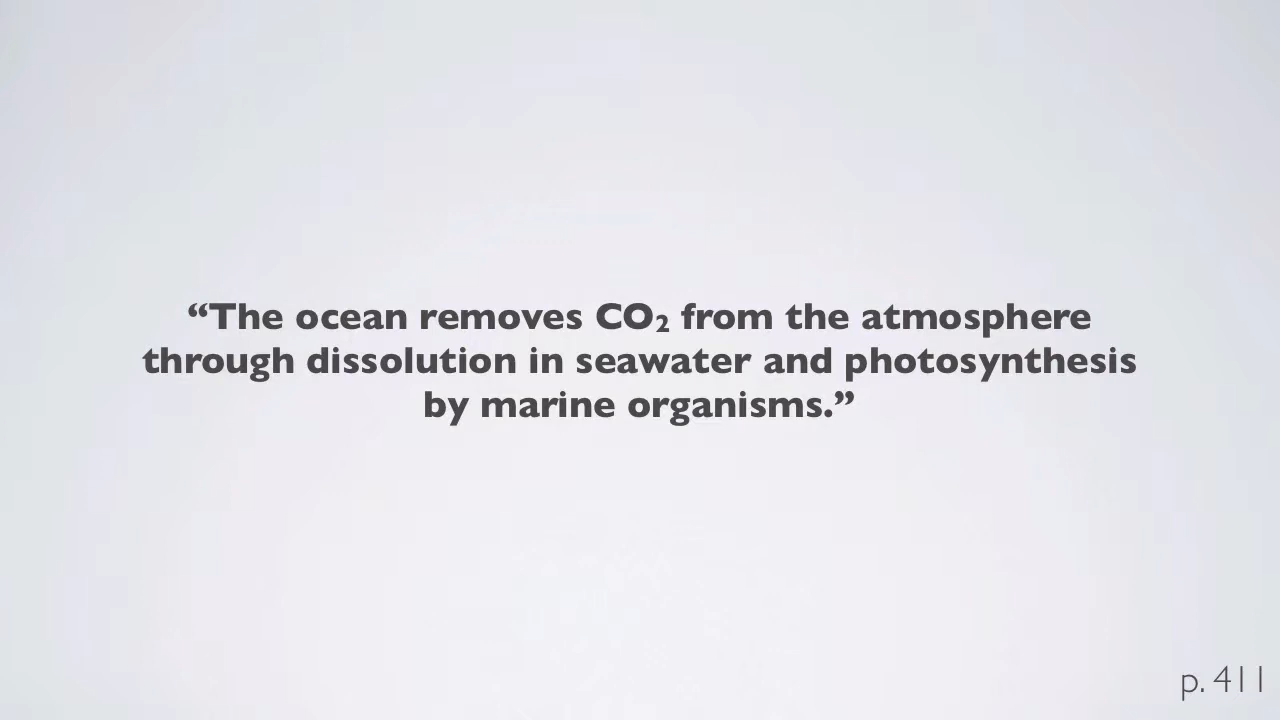 “The ocean removes CO₂ from the atmosphere
through dissolution in seawater and photosynthesis
by marine organisms.”
p. 411